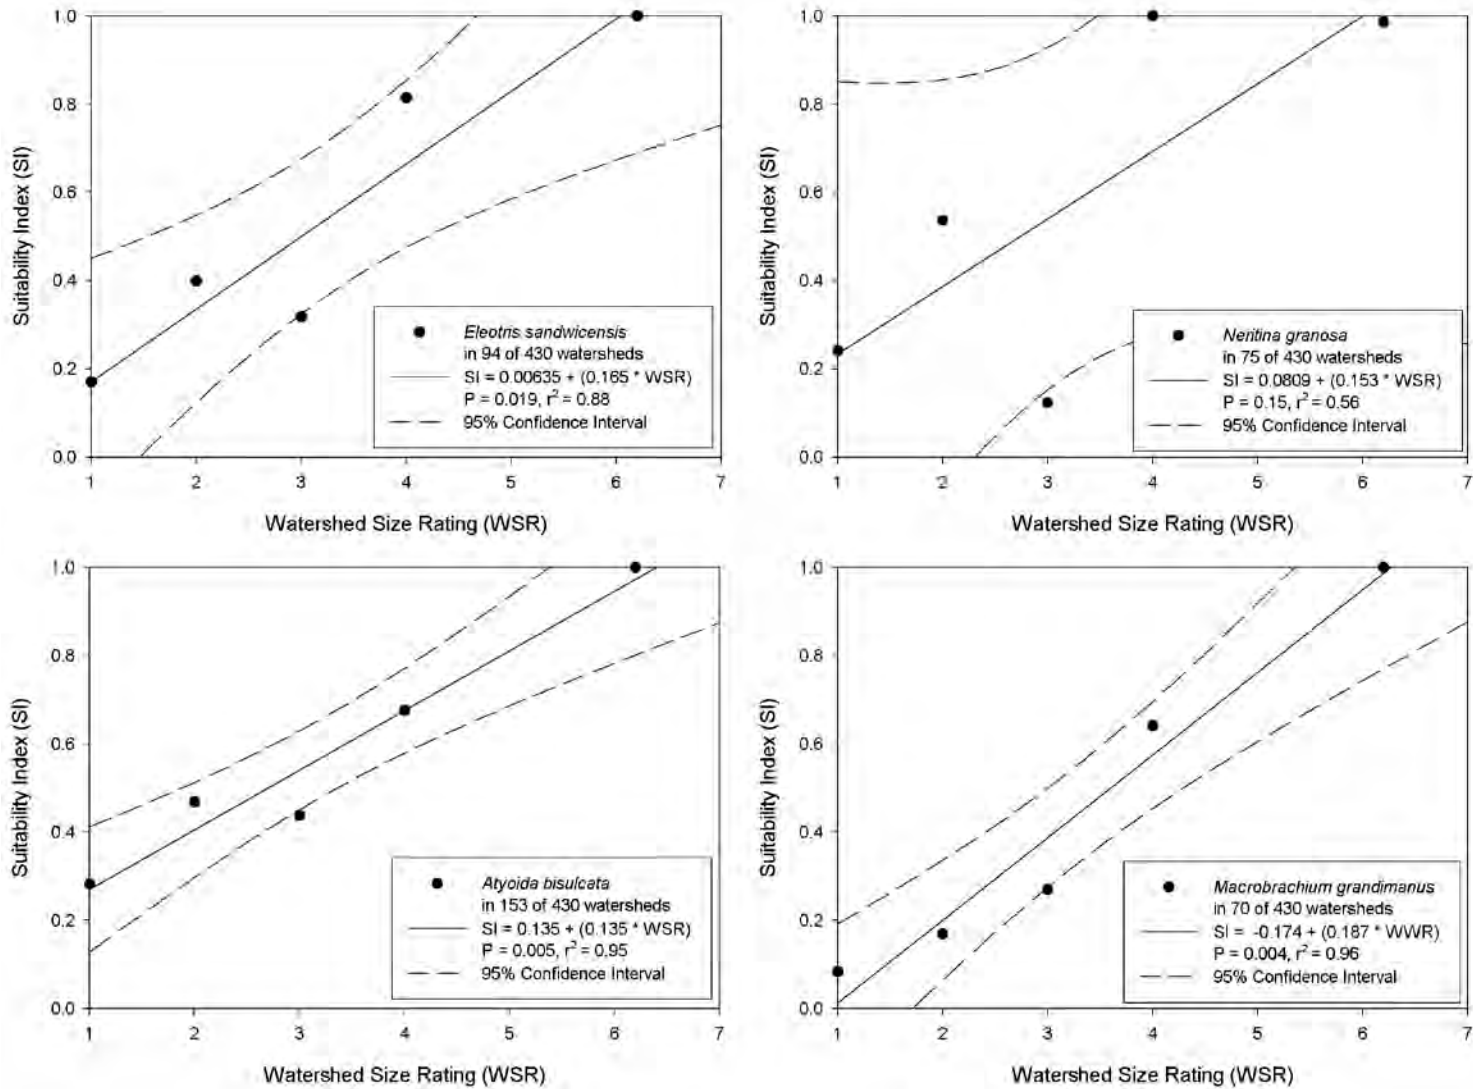 1.0
0.8
0.6
0.4
0.2
0.0
Suitability Index (SI)
1 2 3 4 5 6 7
Watershed Size Rating (WSR)
Eleotris sandwicensis
in 94 of 430 watersheds
SI = 0.00635 + (0.165 * WSR)
P = 0.019, r² = 0.88
95% Confidence Interval
1.0
0.8
0.6
0.4
0.2
0.0
Suitability Index (SI)
1 2 3 4 5 6 7
Watershed Size Rating (WSR)
Neritina granosa
in 75 of 430 watersheds
SI = 0.0809 + (0.153 * WSR)
P = 0.15, r² = 0.56
95% Confidence Interval
1.0
0.8
0.6
0.4
0.2
0.0
Suitability Index (SI)
1 2 3 4 5 6 7
Watershed Size Rating (WSR)
Atyoida bisulcata
in 153 of 430 watersheds
SI = 0.135 + (0.135 * WSR)
P = 0.005, r² = 0.95
95% Confidence Interval
1.0
0.8
0.6
0.4
0.2
0.0
Suitability Index (SI)
1 2 3 4 5 6 7
Watershed Size Rating (WSR)
Macrobrachium grandimanus
in 70 of 430 watersheds
SI = -0.174 + (0.187 * WWR)
P = 0.004, r² = 0.96
95% Confidence Interval